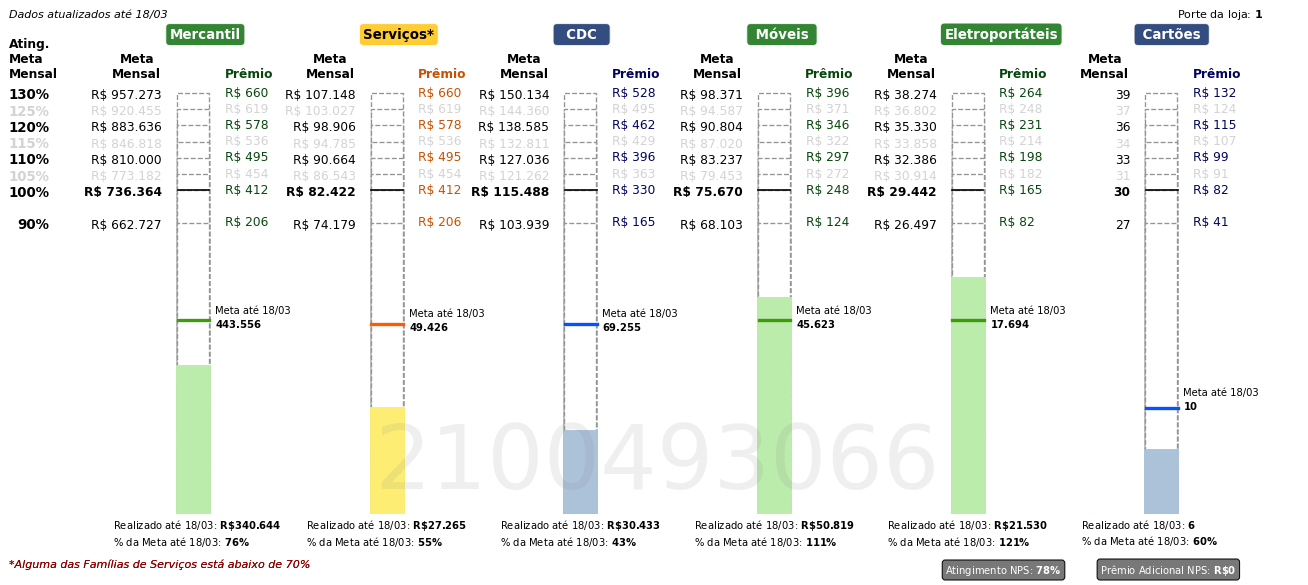 Dados atualizados até 18/03
Porte da loja: 1
Mercantil Serviços* CDC Móveis Eletroportáteis Cartões
Ating.
Meta Meta Meta Meta Meta Meta Meta
Mensal Mensal Prêmio Mensal Prêmio Mensal Prêmio Mensal Prêmio Mensal Prêmio Mensal Prêmio
130% R$ 957.273 R$ 660 R$ 107.148 R$ 660 R$ 150.134 R$ 528 R$ 98.371 R$ 396 R$ 38.274 R$ 264 39 R$ 132
125% R$ 920.455 R$ 619 R$ 103.027 R$ 619 R$ 144.360 R$ 495 R$ 94.587 R$ 371 R$ 36.802 R$ 248 37 R$ 124
120% R$ 883.636 R$ 578 R$ 98.906 R$ 578 R$ 138.585 R$ 462 R$ 90.804 R$ 346 R$ 35.330 R$ 231 36 R$ 115
115% R$ 846.818 R$ 536 R$ 94.785 R$ 536 R$ 132.811 R$ 429 R$ 87.020 R$ 322 R$ 33.858 R$ 214 34 R$ 107
110% R$ 810.000 R$ 495 R$ 90.664 R$ 495 R$ 127.036 R$ 396 R$ 83.237 R$ 297 R$ 32.386 R$ 198 33 R$ 99
105% R$ 773.182 R$ 454 R$ 86.543 R$ 454 R$ 121.262 R$ 363 R$ 79.453 R$ 272 R$ 30.914 R$ 182 31 R$ 91
100% R$ 736.364 R$ 412 R$ 82.422 R$ 412 R$ 115.488 R$ 330 R$ 75.670 R$ 248 R$ 29.442 R$ 165 30 R$ 82
90% R$ 662.727 R$ 206 R$ 74.179 R$ 206 R$ 103.939 R$ 165 R$ 68.103 R$ 124 R$ 26.497 R$ 82 27 R$ 41
Meta até 18/03 Meta até 18/03 Meta até 18/03 Meta até 18/03 Meta até 18/03
443.556 49.426 69.255 45.623 17.694
Meta até 18/03
10
2100493066
Realizado até 18/03: R$340.644 Realizado até 18/03: R$27.265 Realizado até 18/03: R$30.433 Realizado até 18/03: R$50.819 Realizado até 18/03: R$21.530 Realizado até 18/03: 6
% da Meta até 18/03: 76% % da Meta até 18/03: 55% % da Meta até 18/03: 43% % da Meta até 18/03: 111% % da Meta até 18/03: 121% % da Meta até 18/03: 60%
*Alguma das Famílias de Serviços está abaixo de 70%
Atingimento NPS: 78% Prêmio Adicional NPS: R$0